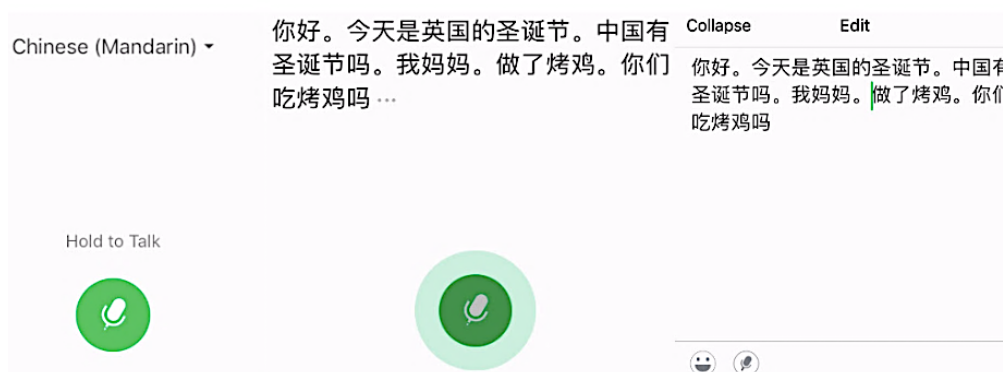 Chinese (Mandarin)
Hold to Talk
你好。今天是英国的圣诞节。中国有
圣诞节吗。我妈妈。做了烤鸡。你们
吃烤鸡吗 ···
Collapse
Edit
你好。今天是英国的圣诞节。中国有
圣诞节吗。我妈妈。做了烤鸡。你们
吃烤鸡吗